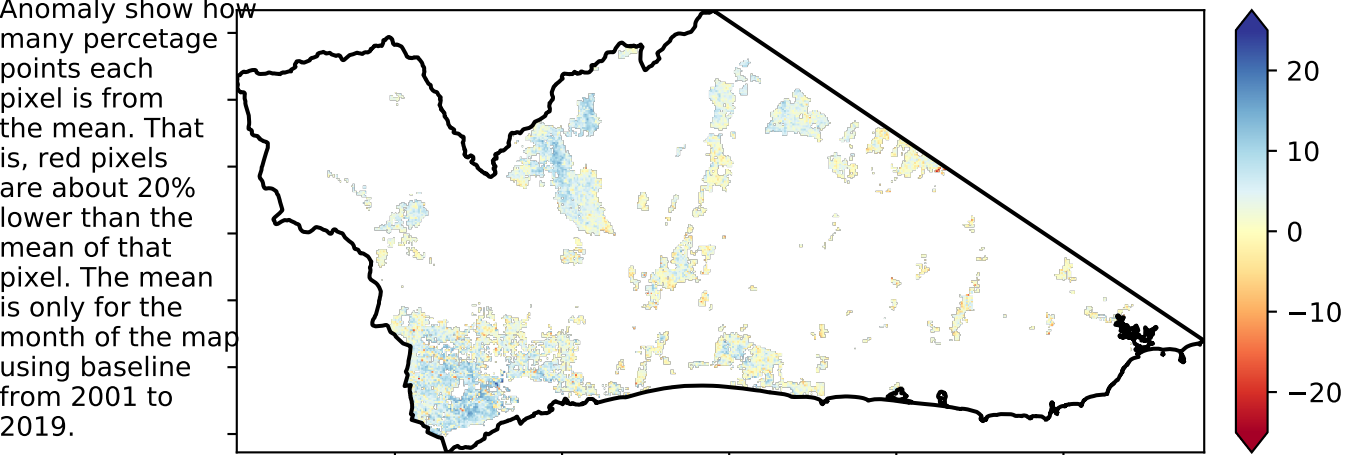 Anomaly show how
many percetage
points each
pixel is from
the mean. That
is, red pixels
are about 20%
lower than the
mean of that
pixel. The mean
is only for the
month of the map
using baseline
from 2001 to
2019.
20
10
0
−10
−20